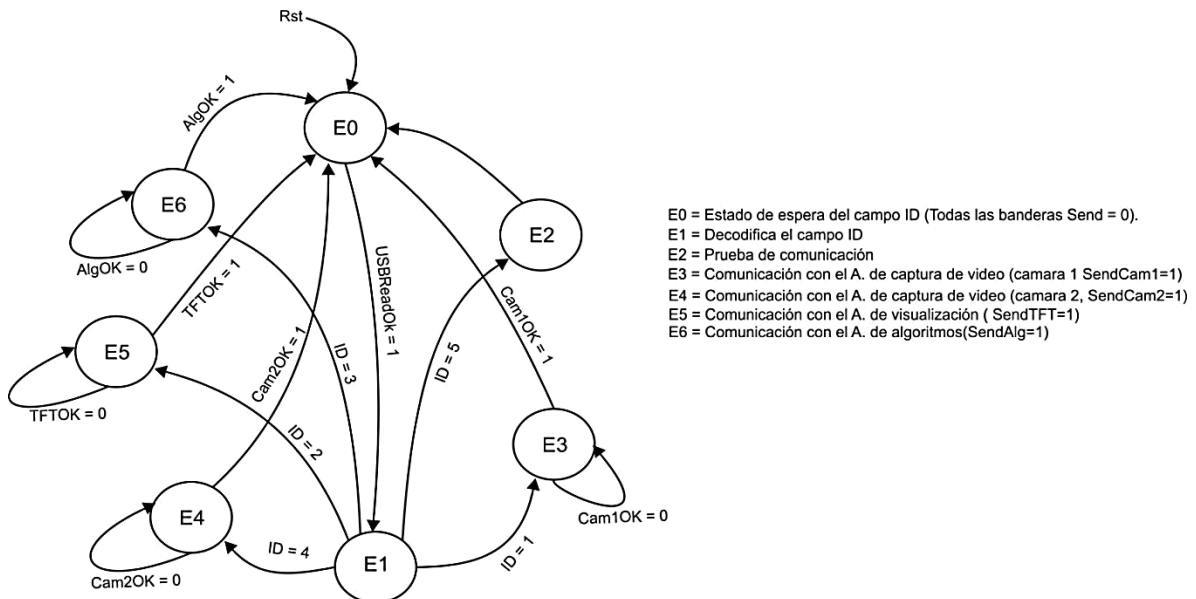 Rst
AlgOK = 1
E0
E6
E2
AlgOK = 0
TFTOK = 1
USBReadOk = 1
Cam1OK = 1
E5
Cam2OK = 1
ID = 3
ID = 5
TFTOK = 0
ID = 2
E3
E4
Cam1OK = 0
ID = 4
E1
ID = 1
Cam2OK = 0
E0 = Estado de espera del campo ID (Todas las banderas Send = 0).
E1 = Decodifica el campo ID
E2 = Prueba de comunicación
E3 = Comunicación con el A. de captura de video (camara 1 SendCam1=1)
E4 = Comunicación con el A. de captura de video (camara 2, SendCam2=1)
E5 = Comunicación con el A. de visualización ( SendTFT=1)
E6 = Comunicación con el A. de algoritmos(SendAlg=1)